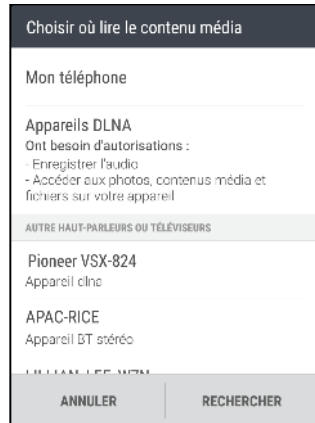 Choisir où lire le contenu média
Mon téléphone
Appareils DLNA
Ont besoin d'autorisations :
- Enregistrer l'audio
- Accéder aux photos, contenus média et
fichiers sur votre appareil
AUTRE HAUT-PARLEURS OU TÉLÉVISEURS
Pioneer VSX-824
Appareil dlna
APAC-RICE
Appareil BT stéréo
ANNULER
RECHERCHER